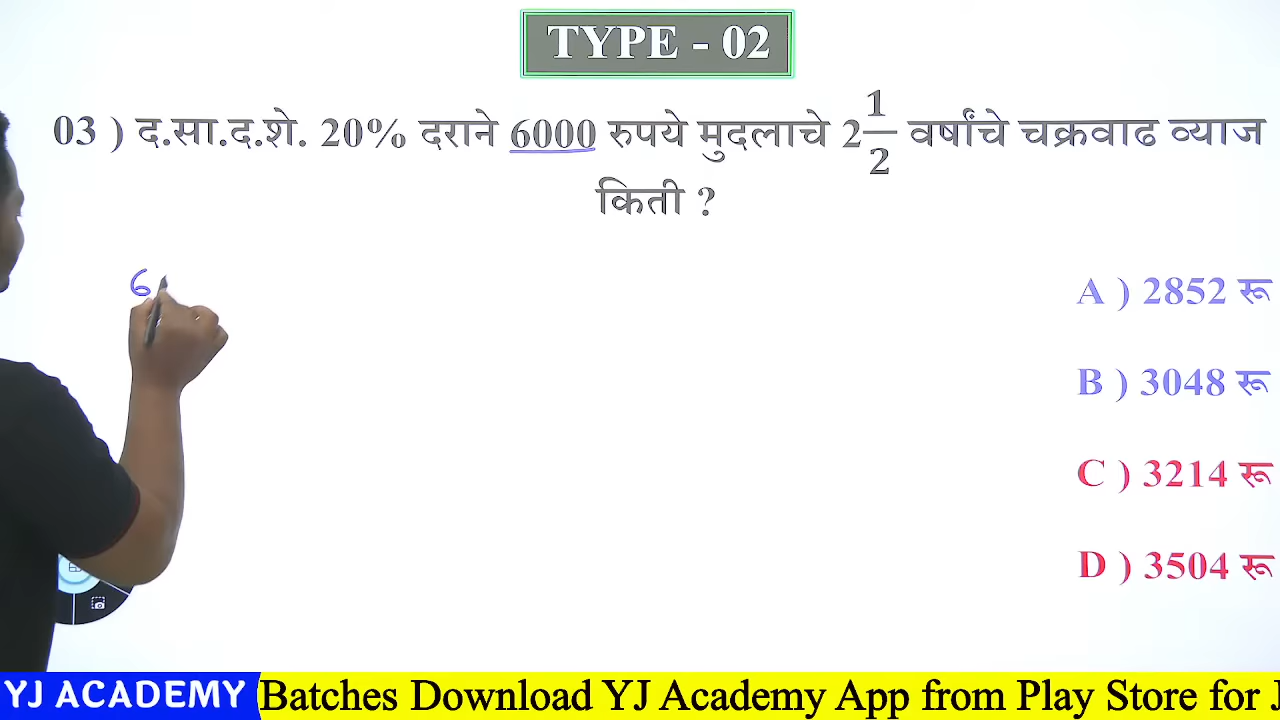 TYPE - 02
03 ) द.सा.द.शे. 20% दराने 6000 रुपये मुदलाचे 2 1/2 वर्षांचे चक्रवाढ व्याज
किती ?
6
A ) 2852 रू
B ) 3048 रू
C ) 3214 रू
D ) 3504 रू
YJ ACADEMY Batches Download YJ Academy App from Play Store for J